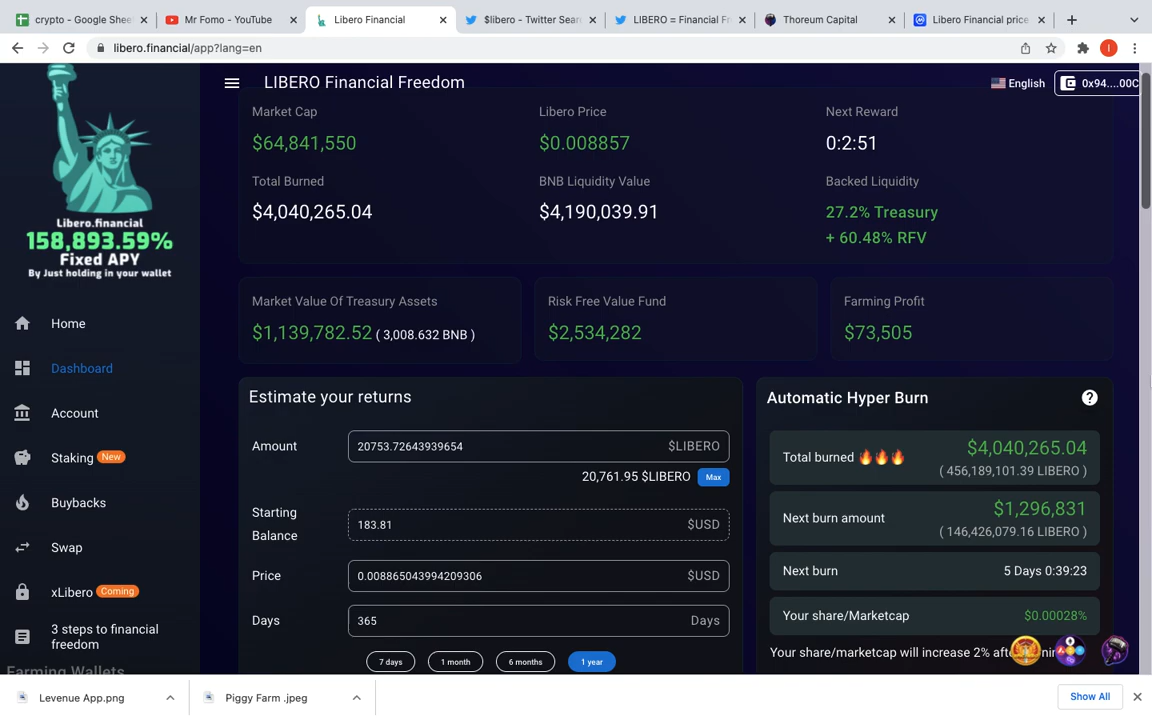 crypto - Google Shee
Mr Fomo - YouTube
Libero Financial
$libero - Twitter Sear
LIBERO = Financial Fr
Thoreum Capital
Libero Financial price
libero.financial/app?lang=en
I
LIBERO Financial Freedom
English
0x94....00C
Libero.financial
158,893.59%
Fixed APY
By Just holding in your wallet
Home
Dashboard
Account
Staking New
Buybacks
Swap
xLibero Coming
3 steps to financial
freedom
Farming Wallets
Market Cap
$64,841,550
Libero Price
$0.008857
Next Reward
0:2:51
Total Burned
$4,040,265.04
BNB Liquidity Value
$4,190,039.91
Backed Liquidity
27.2% Treasury
+ 60.48% RFV
Market Value Of Treasury Assets
$1,139,782.52 ( 3,008.632 BNB )
Risk Free Value Fund
$2,534,282
Farming Profit
$73,505
Estimate your returns
Amount
20753.72643939654 $LIBERO
20,761.95 $LIBERO Max
Starting
Balance
183.81 $USD
Price
0.008865043994209306 $USD
Days
365 Days
7 days
1 month
6 months
1 year
Automatic Hyper Burn
?
Total burned 🔥🔥🔥
$4,040,265.04
( 456,189,101.39 LIBERO )
Next burn amount
$1,296,831
( 146,426,079.16 LIBERO )
Next burn 5 Days 0:39:23
Your share/Marketcap $0.00028%
Your share/marketcap will increase 2% aft
Levenue App.png
Piggy Farm .jpeg
Show All